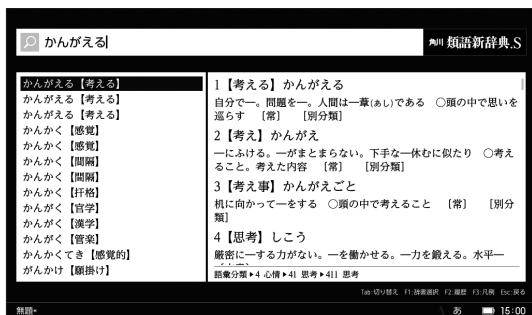 かんがえる
角川 類語新辞典.S
かんがえる【考える】
かんがえる【考える】
かんがえる【考える】
かんかく【感覚】
かんかく【感覚】
かんかく【間隔】
かんかく【間隔】
かんかく【扞格】
かんがく【官学】
かんがく【漢学】
かんがく【管楽】
かんかくてき【感覚的】
がんかけ【願掛け】
1【考える】かんがえる
自分で―。問題を―。人間は―葦(あし)である ○頭の中で思いを
巡らす [常] [別分類]
2【考え】かんがえ
―にふける。―がまとまらない。下手な―休むに似たり ○考え
ること。考えた内容 [常] [別分類]
3【考え事】かんがえごと
机に向かって―をする ○頭の中で考えること [常] [別分
類]
4【思考】しこう
厳密に―する力がない。―を働かせる。―力を鍛える。水平―
語彙分類▸4 心情▸41 思考▸411 思考
Tab:切り替え F1:辞書選択 F2:履歴 F3:凡例 Esc:戻る
無題* あ 15:00